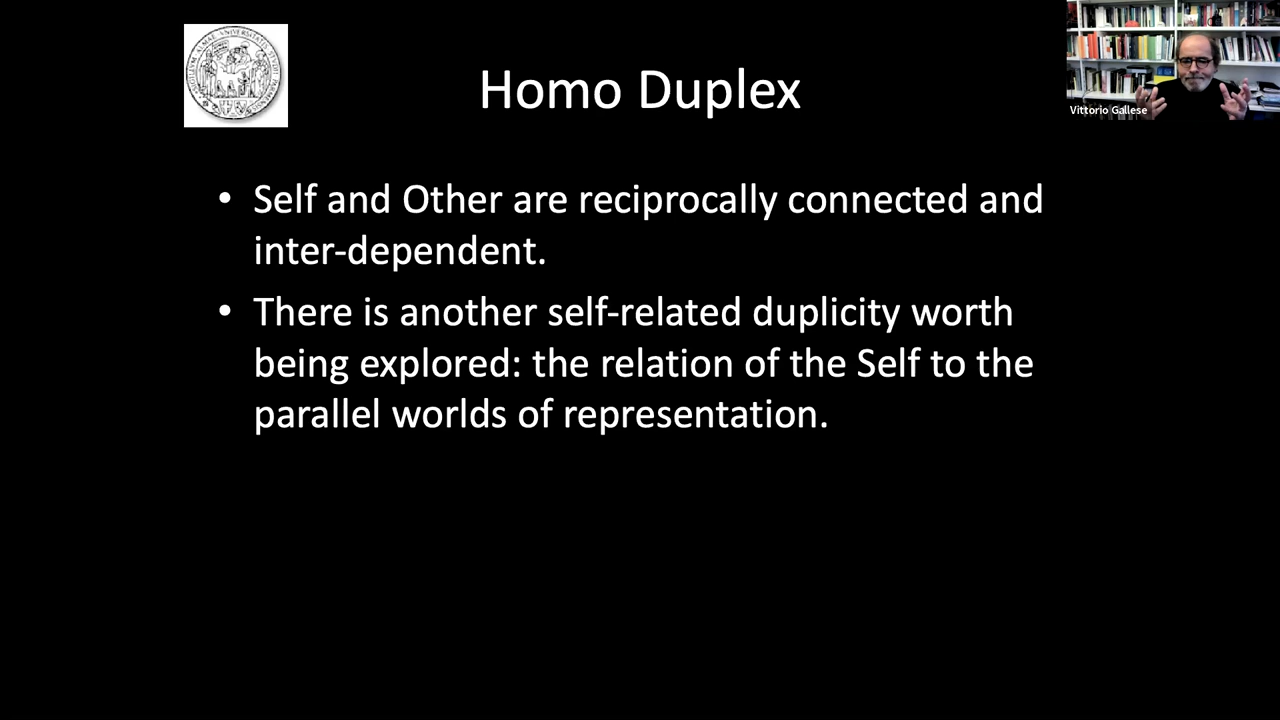 Homo Duplex
Vittorio Gallese
• Self and Other are reciprocally connected and
inter-dependent.
• There is another self-related duplicity worth
being explored: the relation of the Self to the
parallel worlds of representation.